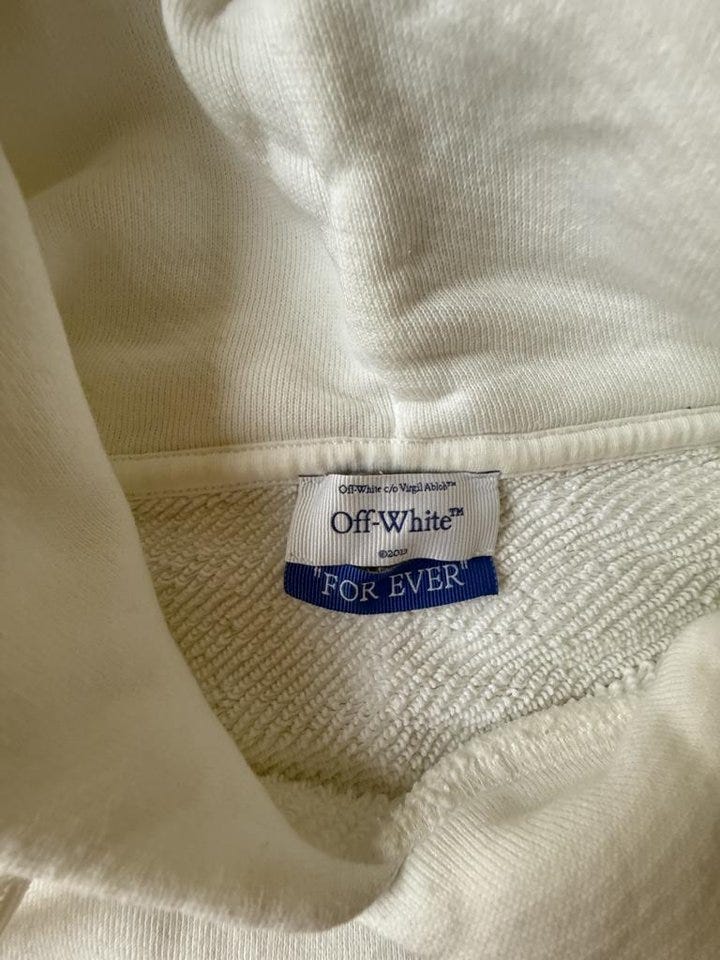 Off-White c/o Virgil Abloh™
Off-White™
©2013
"FOR EVER"